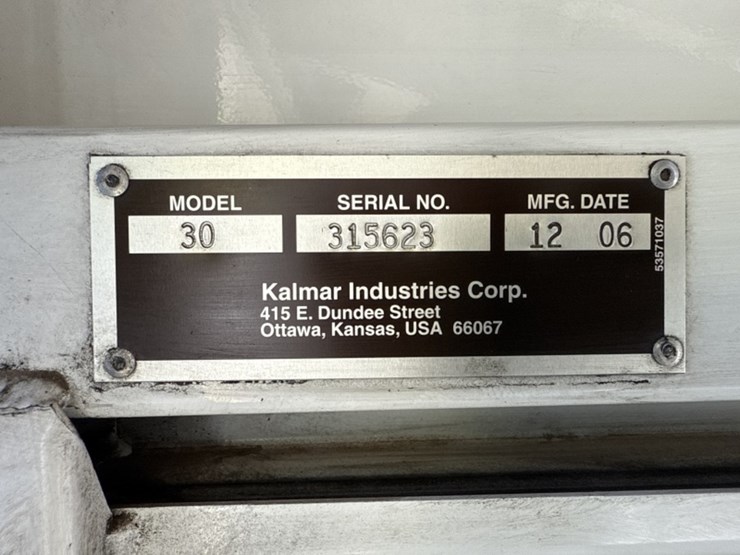 MODEL SERIAL NO. MFG. DATE
30 315623 12 06
53571037
Kalmar Industries Corp.
415 E. Dundee Street
Ottawa, Kansas, USA 66067